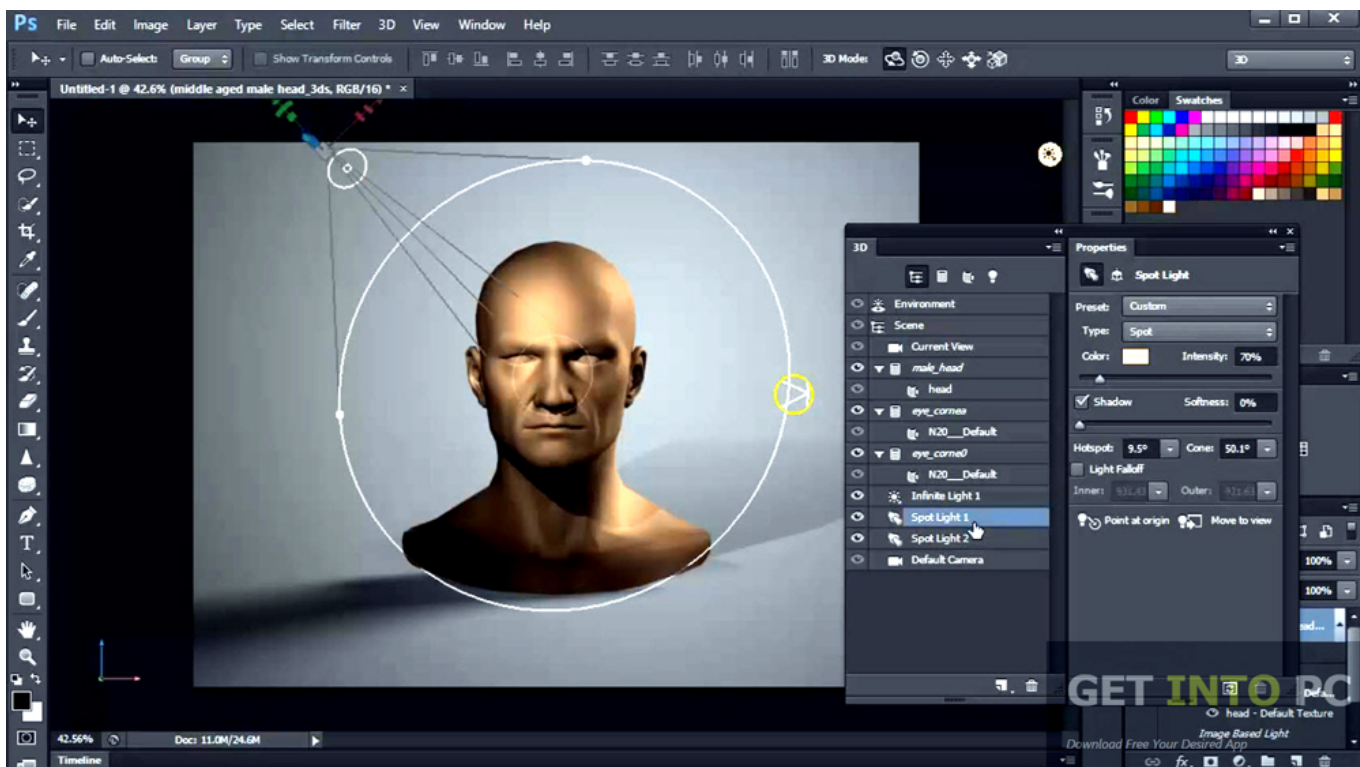 Ps File Edit Image Layer Type Select Filter 3D View Window Help
Auto-Select: Group Show Transform Controls 3D Mode: 3D
Untitled-1 @ 42.6% (middle aged male head_3ds, RGB/16) * ×
Color Swatches
3D
Environment
Scene
Current View
male_head
head
eye_cornea
N20__Default
eye_corne0
N20__Default
Infinite Light 1
Spot Light 1
Spot Light 2
Default Camera
Properties
Spot Light
Preset: Custom
Type: Spot
Color: Intensity: 70%
Shadow Softness: 0%
Hotspot: 9.5° Cone: 50.1°
Light Falloff
Inner: Outer:
Point at origin Move to view
100%
100%
GET INTO PC
Download Free Your Desired App
head - Default Texture
Image Based Light
fx
42.56% Doc: 11.0M/24.6M
Timeline